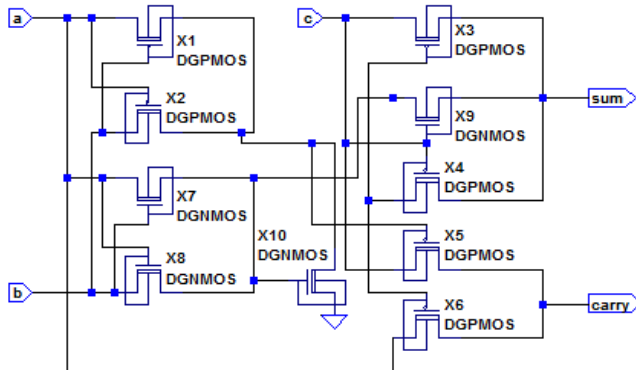 a
c
X1
DGPMOS
X3
DGPMOS
X2
DGPMOS
sum
X9
DGNMOS
X4
DGPMOS
X7
DGNMOS
X10
DGNMOS
X5
DGPMOS
X8
DGNMOS
b
X6
DGPMOS
carry